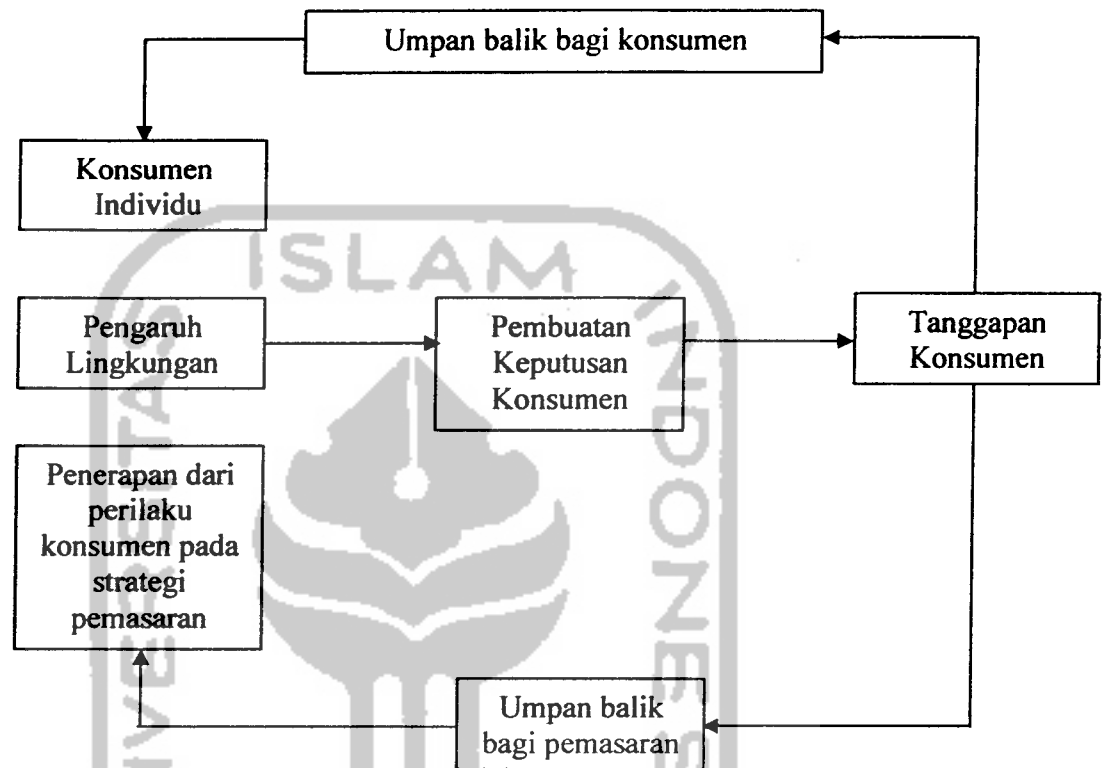 Umpan balik bagi konsumen
Konsumen
Individu
Pengaruh
Lingkungan
Pembuatan
Keputusan
Konsumen
Tanggapan
Konsumen
Penerapan dari
perilaku
konsumen pada
strategi
pemasaran
Umpan balik
bagi pemasaran
ISLAM